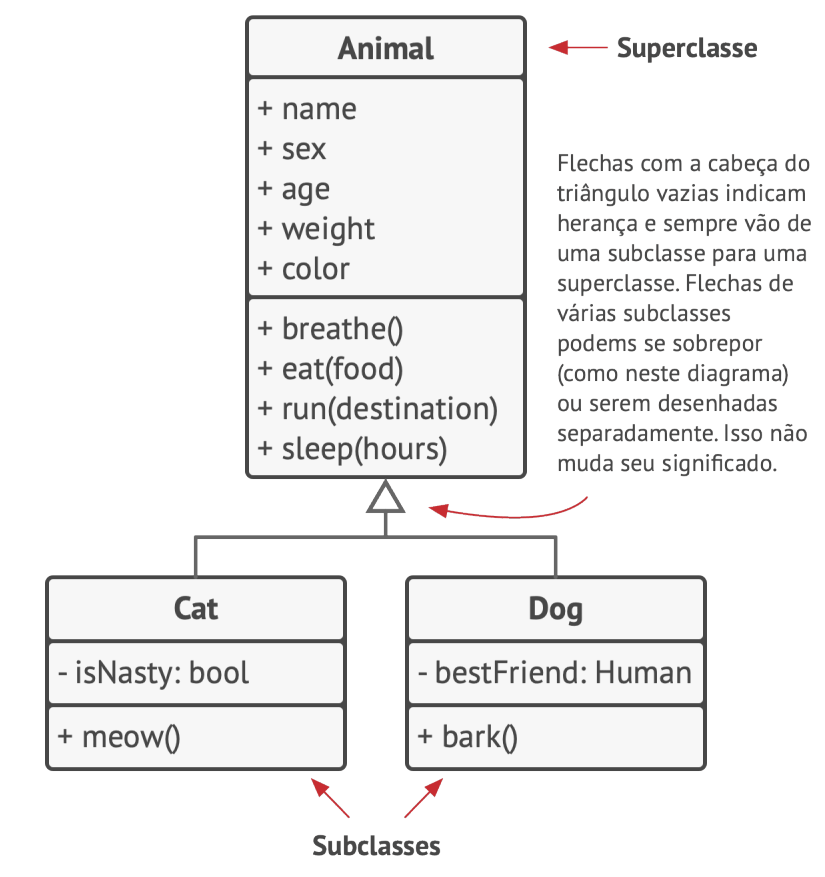 Animal
Superclasse
+ name
+ sex
+ age
+ weight
+ color
+ breathe()
+ eat(food)
+ run(destination)
+ sleep(hours)
Flechas com a cabeça do
triângulo vazias indicam
herança e sempre vão de
uma subclasse para uma
superclasse. Flechas de
várias subclasses
podems se sobrepor
(como neste diagrama)
ou serem desenhadas
separadamente. Isso não
muda seu significado.
Cat
- isNasty: bool
+ meow()
Dog
- bestFriend: Human
+ bark()
Subclasses